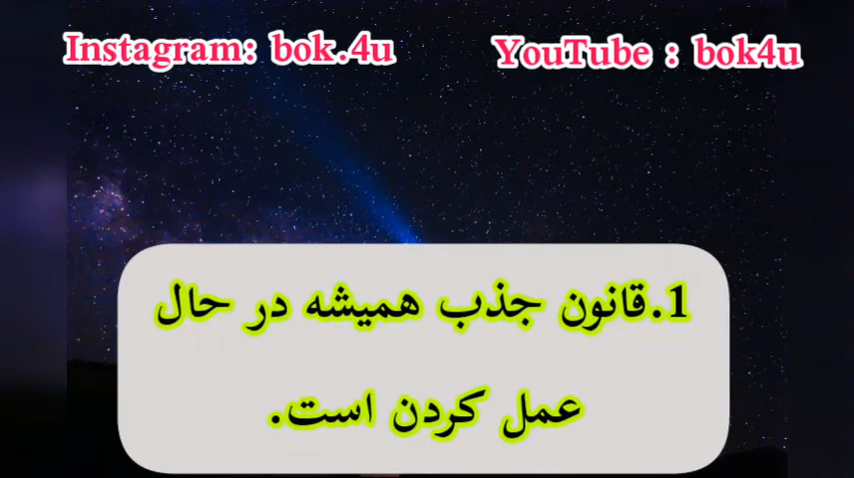 Instagram: bok.4u
YouTube : bok4u
1.قانون جذب همیشه در حال
عمل کردن است.